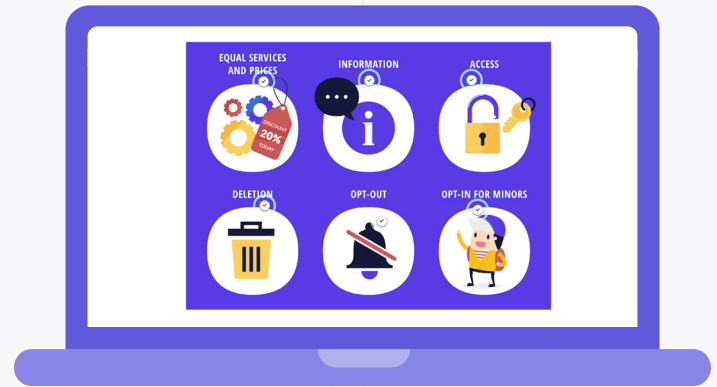 EQUAL SERVICES
AND PRICES
INFORMATION
ACCESS
DISCOUNT
20%
TODAY
DELETION
OPT-OUT
OPT-IN FOR MINORS